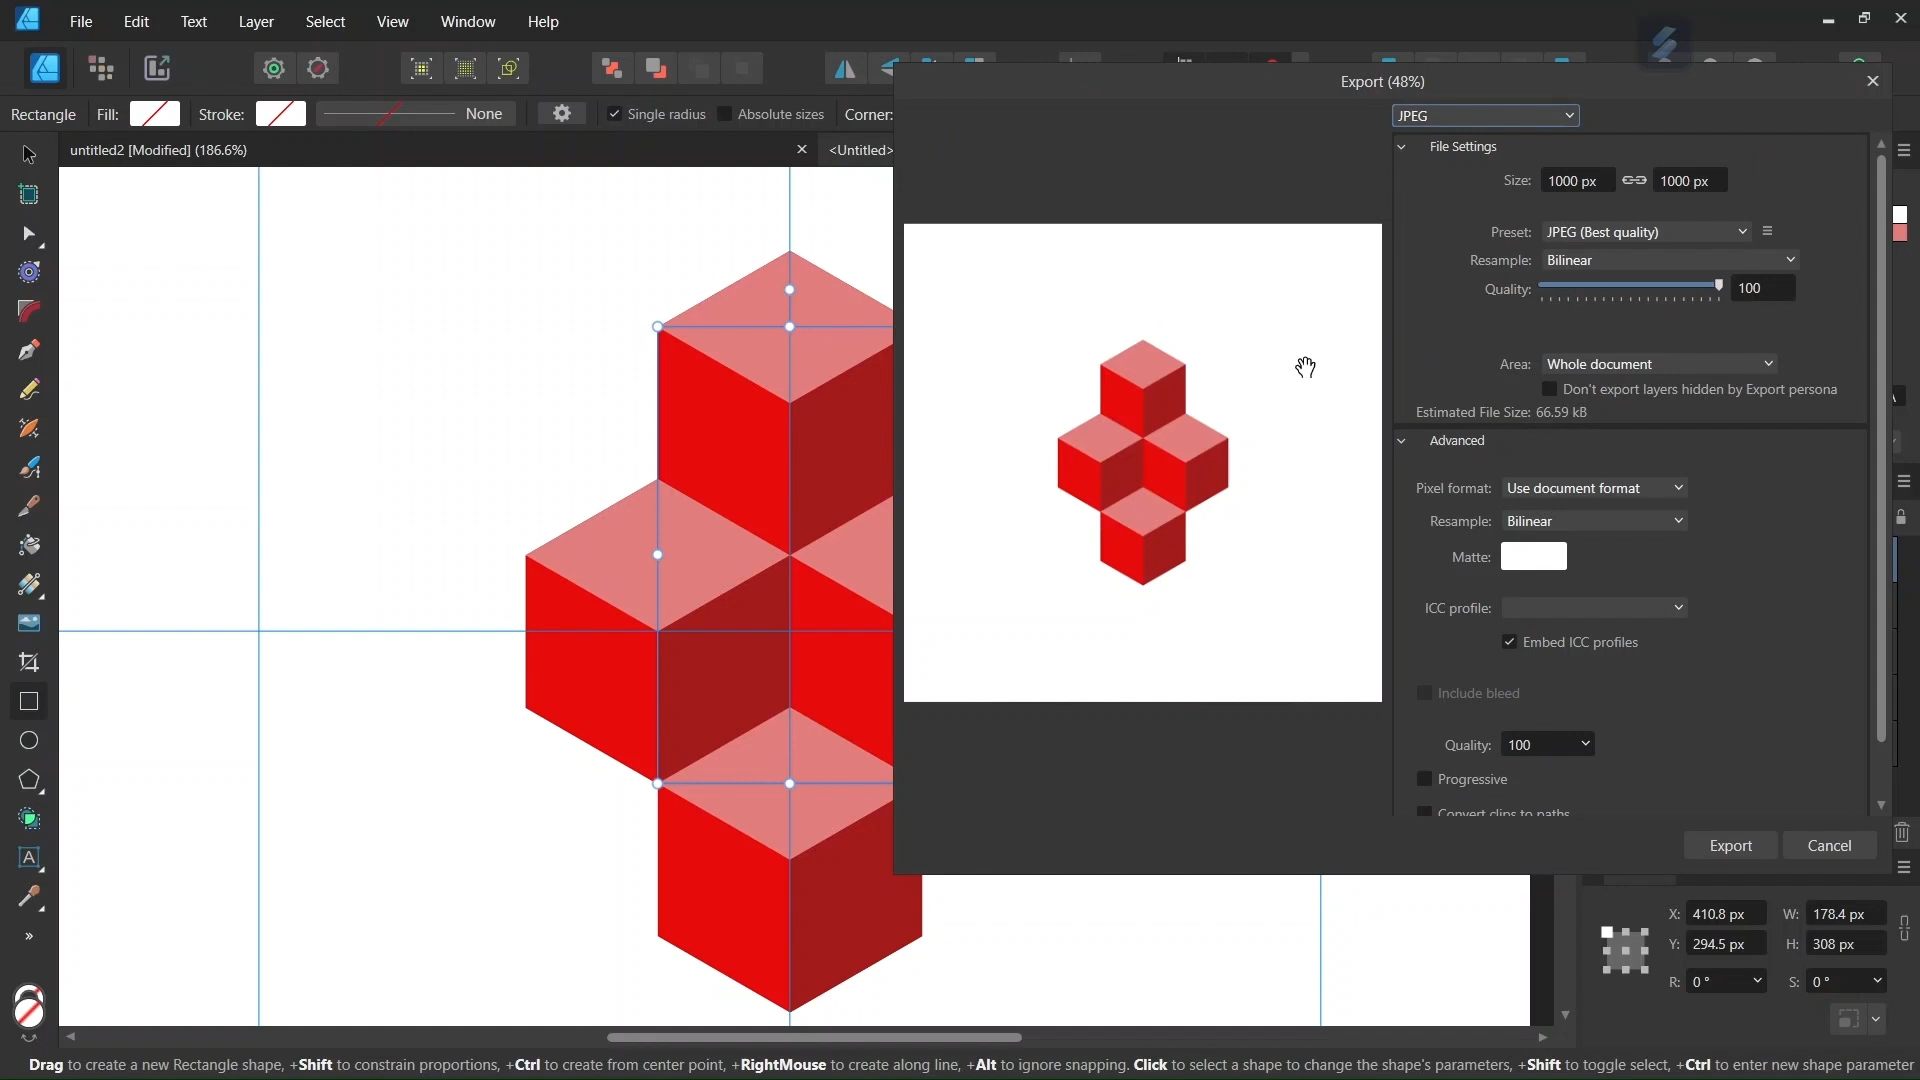 File Edit Text Layer Select View Window Help
Rectangle Fill: Stroke: None Single radius Absolute sizes Corner:
untitled2 [Modified] (186.6%)
<Untitled>
Export (48%)
JPEG
File Settings
Size: 1000 px 1000 px
Preset: JPEG (Best quality)
Resample: Bilinear
Quality: 100
Area: Whole document
Don't export layers hidden by Export persona
Estimated File Size: 66.59 kB
Advanced
Pixel format: Use document format
Resample: Bilinear
Matte:
ICC profile:
Embed ICC profiles
Include bleed
Quality: 100
Progressive
Convert clips to paths
Export Cancel
X: 410.8 px W: 178.4 px
Y: 294.5 px H: 308 px
R: 0 ° S: 0 °
A
Drag to create a new Rectangle shape, +Shift to constrain proportions, +Ctrl to create from center point, +RightMouse to create along line, +Alt to ignore snapping. Click to select a shape to change the shape's parameters, +Shift to toggle select, +Ctrl to enter new shape parameter